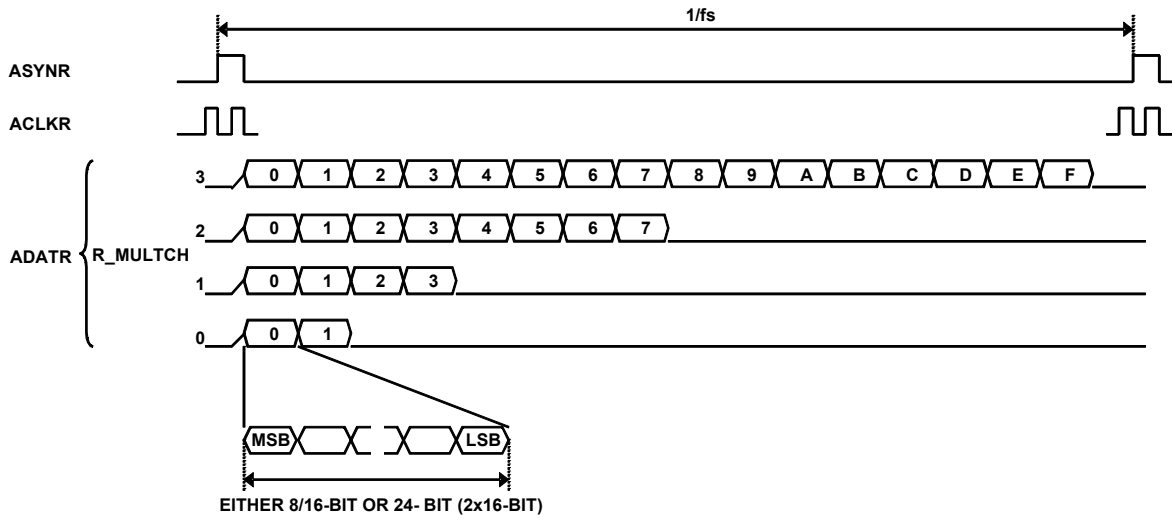 1/fs
ASYNR
ACLKR
3 0 1 2 3 4 5 6 7 8 9 A B C D E F
2 0 1 2 3 4 5 6 7
ADATR R_MULTCH
1 0 1 2 3
0 0 1
MSB LSB
EITHER 8/16-BIT OR 24- BIT (2x16-BIT)